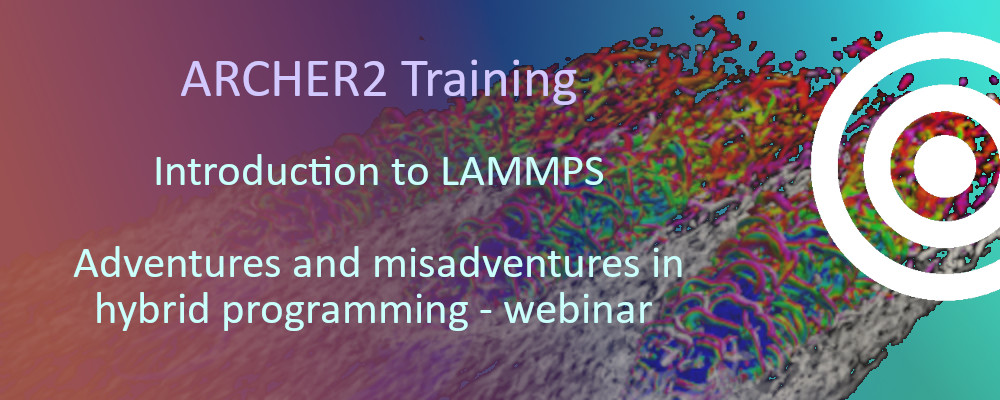 ARCHER2 Training
Introduction to LAMMPS
Adventures and misadventures in
hybrid programming - webinar